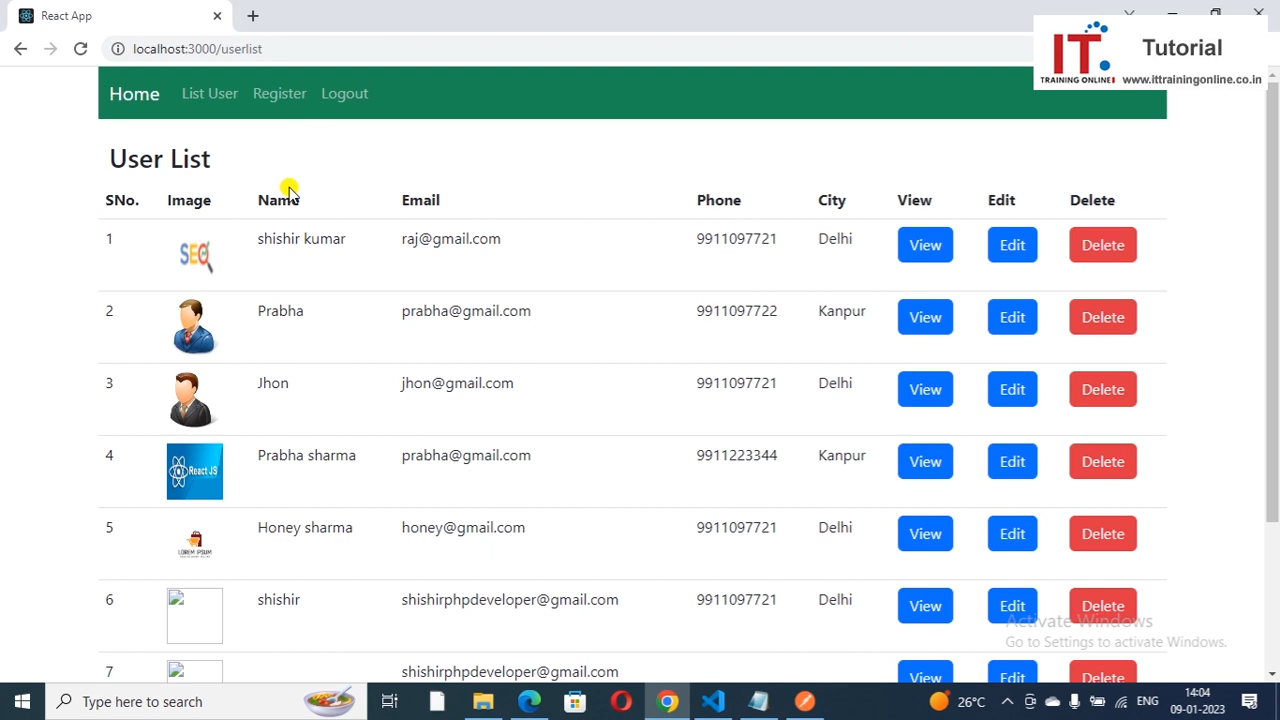 React App
localhost:3000/userlist
IT.
TRAINING ONLINE
Tutorial
www.ittrainingonline.co.in
Home List User Register Logout
User List
SNo. Image Name Email Phone City View Edit Delete
1 SEO shishir kumar raj@gmail.com 9911097721 Delhi View Edit Delete
2 Prabha prabha@gmail.com 9911097722 Kanpur View Edit Delete
3 Jhon jhon@gmail.com 9911097721 Delhi View Edit Delete
4 React JS Prabha sharma prabha@gmail.com 9911223344 Kanpur View Edit Delete
5 LOREM IPSUM Honey sharma honey@gmail.com 9911097721 Delhi View Edit Delete
6 shishir shishirphpdeveloper@gmail.com 9911097721 Delhi View Edit Delete
Activate Windows
Go to Settings to activate Windows.
7 shishirphpdeveloper@gmail.com View Edit Delete
Type here to search
26°C
ENG
14:04
09-01-2023